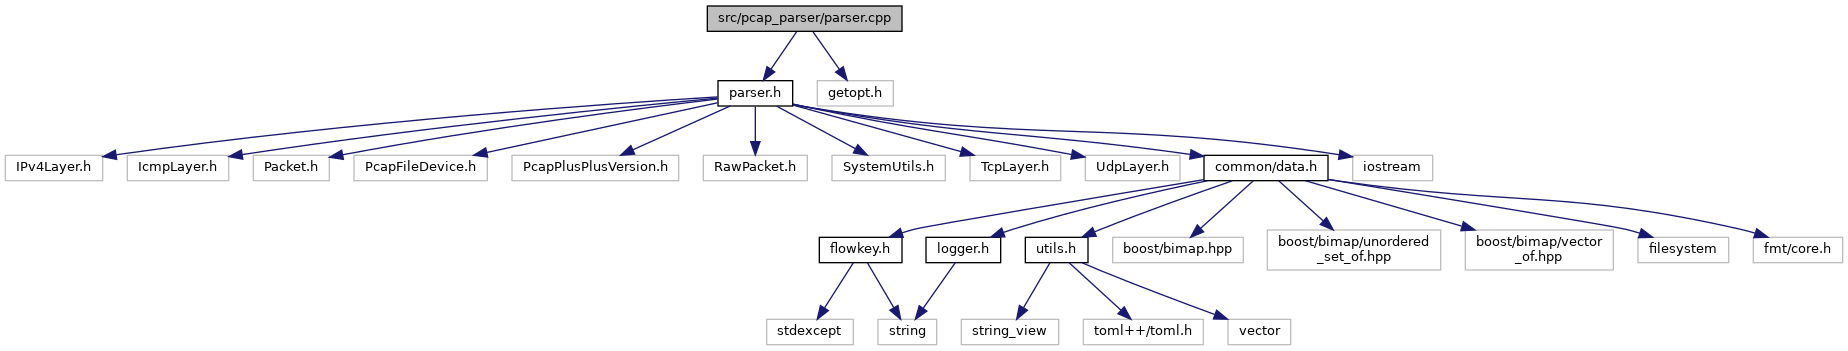 src/pcap_parser/parser.cpp
parser.h
getopt.h
IPv4Layer.h
IcmpLayer.h
Packet.h
PcapFileDevice.h
PcapPlusPlusVersion.h
RawPacket.h
SystemUtils.h
TcpLayer.h
UdpLayer.h
common/data.h
iostream
flowkey.h
logger.h
utils.h
boost/bimap.hpp
boost/bimap/unordered
_set_of.hpp
boost/bimap/vector
_of.hpp
filesystem
fmt/core.h
stdexcept
string
string_view
toml++/toml.h
vector